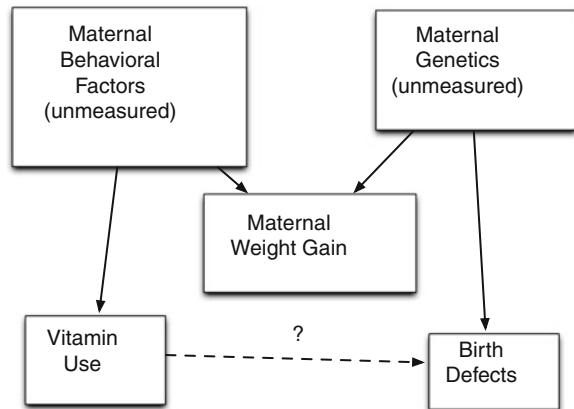 Maternal
Behavioral
Factors
(unmeasured)
Maternal
Genetics
(unmeasured)
Maternal
Weight Gain
Vitamin
Use
?
Birth
Defects